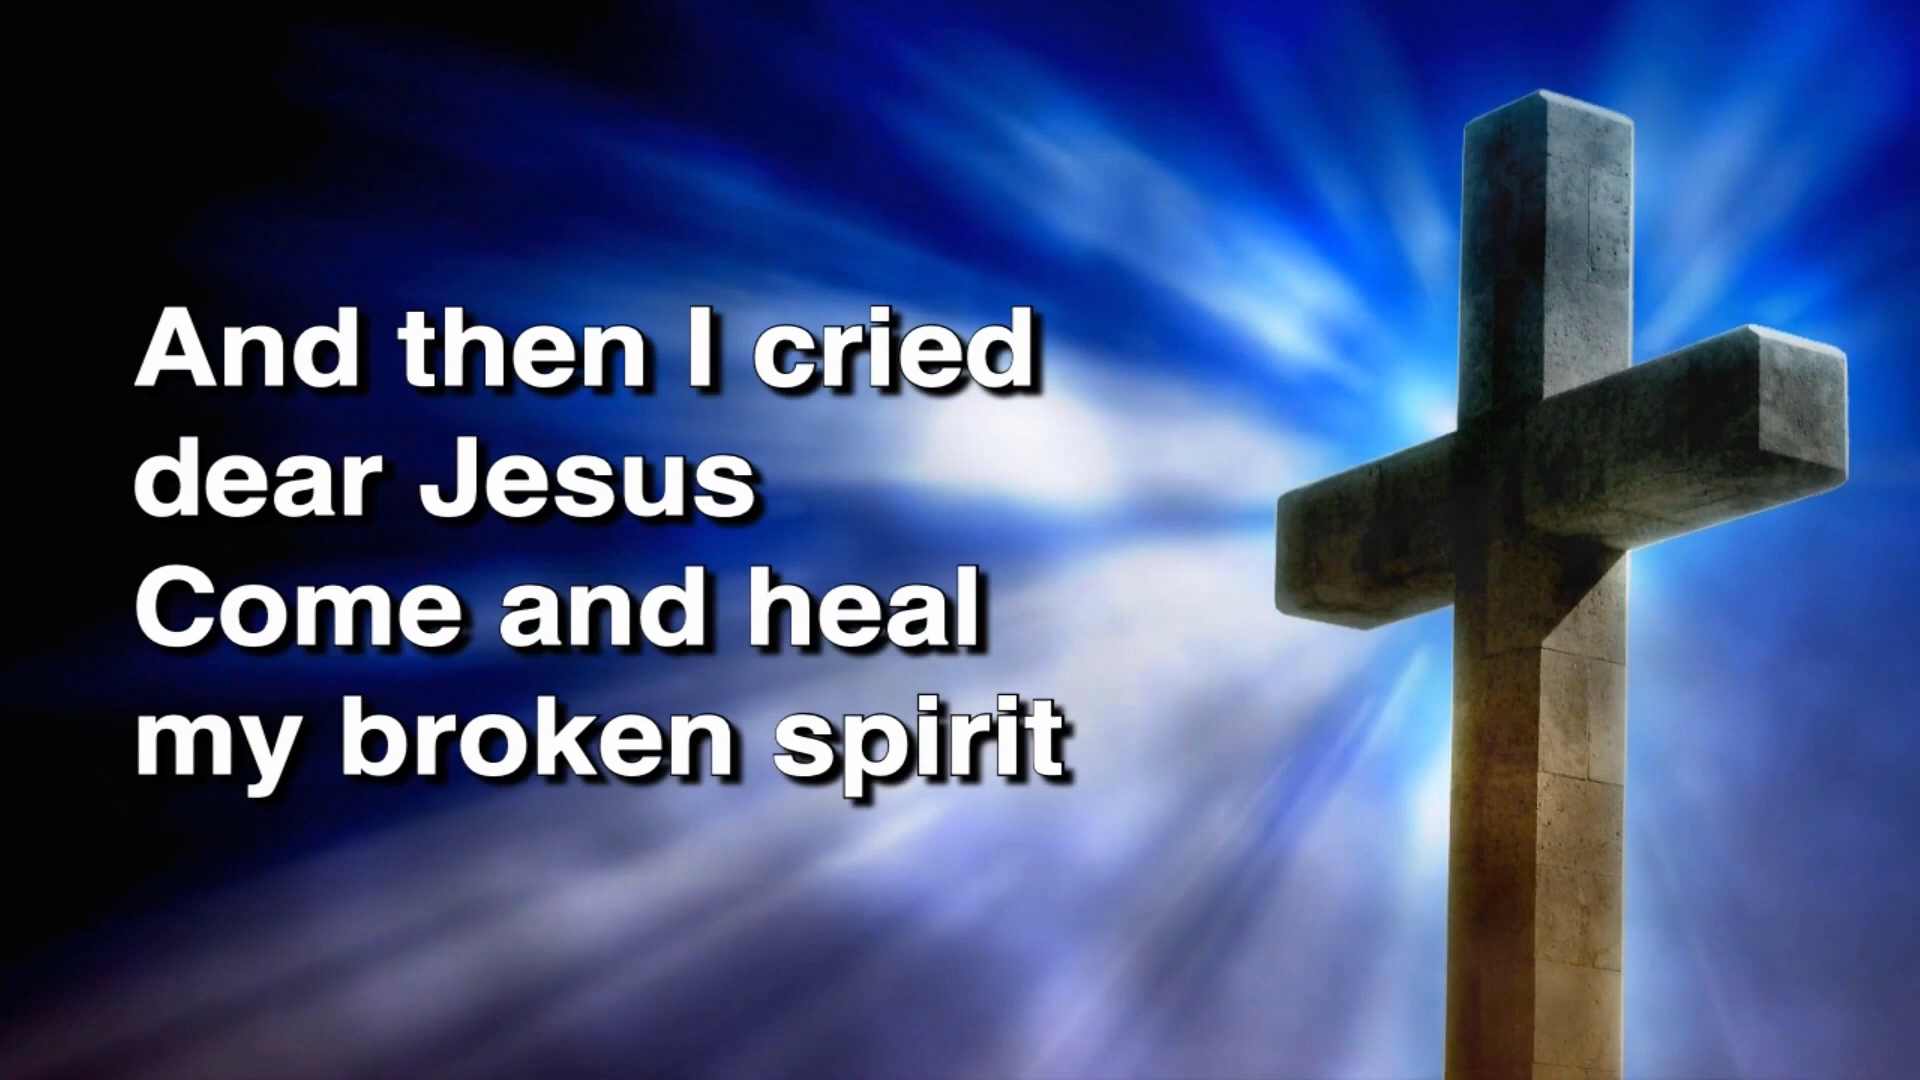 And then I cried
dear Jesus
Come and heal
my broken spirit